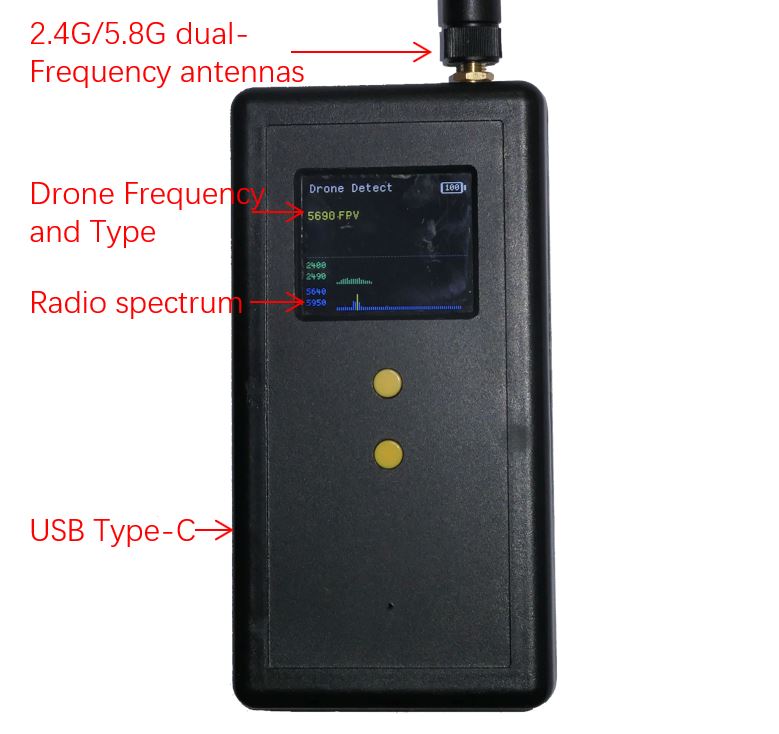 2.4G/5.8G dual-
Frequency antennas
Drone Frequency
and Type
Drone Detect
100
5690 FPV
2400
2490
5640
5950
Radio spectrum
USB Type-C